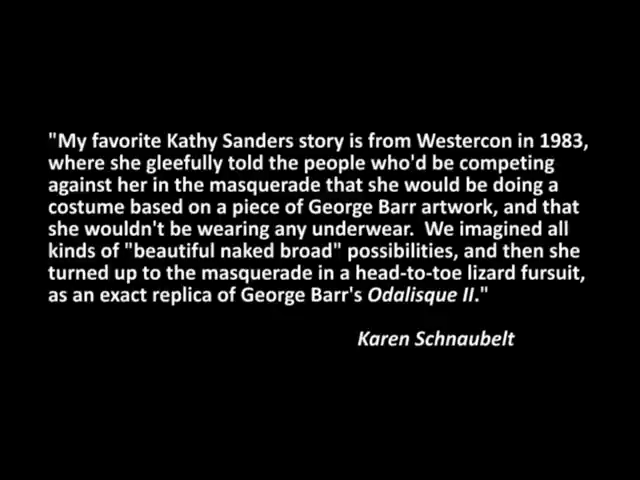 "My favorite Kathy Sanders story is from Westercon in 1983,
where she gleefully told the people who'd be competing
against her in the masquerade that she would be doing a
costume based on a piece of George Barr artwork, and that
she wouldn't be wearing any underwear.  We imagined all
kinds of "beautiful naked broad" possibilities, and then she
turned up to the masquerade in a head-to-toe lizard fursuit,
as an exact replica of George Barr's Odalisque II."
Karen Schnaubelt